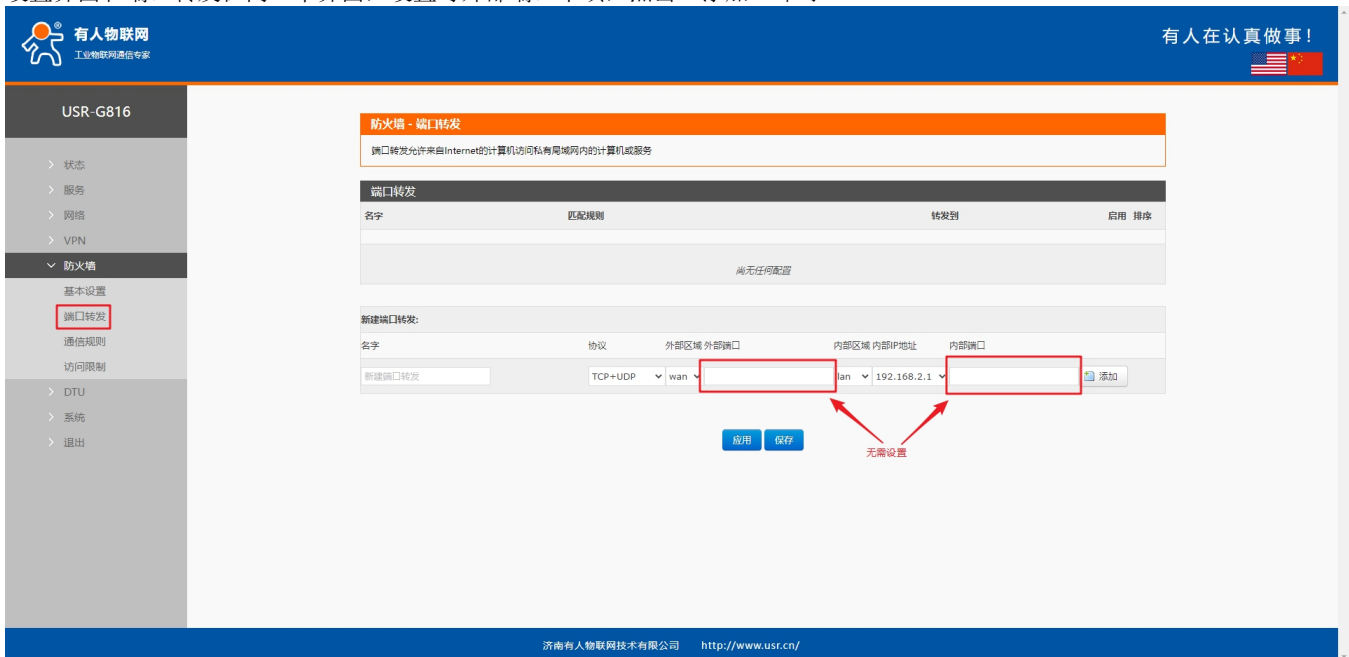 有人物联网
工业物联网通信专家
有人在认真做事！
USR-G816
状态
服务
网络
VPN
防火墙
基本设置
端口转发
通信规则
访问限制
DTU
系统
退出
防火墙 - 端口转发
端口转发允许来自Internet的计算机访问私有局域网内的计算机或服务
端口转发
名字 匹配规则 转发到 启用 排序
尚无任何配置
新建端口转发:
名字 协议 外部区域 外部端口 内部区域 内部IP地址 内部端口
新建端口转发 TCP+UDP wan lan 192.168.2.1 添加
应用 保存
无需设置
济南有人物联网技术有限公司 http://www.usr.cn/